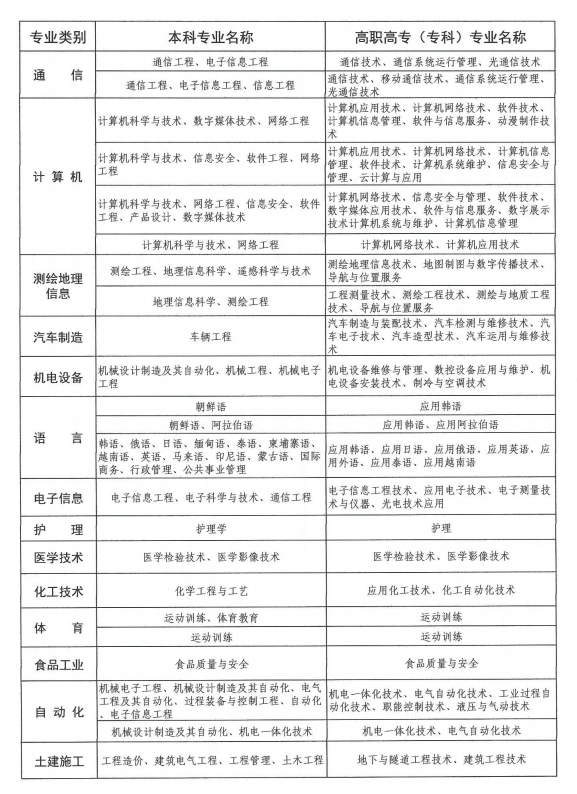 专业类别 本科专业名称 高职高专（专科）专业名称
通 信
通信工程、电子信息工程
通信技术、通信系统运行管理、光通信技术
通信工程、电子信息工程、信息工程
通信技术、移动通信技术、通信系统运行管理、
光通信技术
计 算 机
计算机科学与技术、数字媒体技术、网络工程
计算机应用技术、计算机网络技术、软件技术、
计算机信息管理、软件与信息服务、动漫制作技
术
计算机科学与技术、信息安全、软件工程、网络
工程
计算机应用技术、计算机网络技术、计算机信息
管理、软件技术、计算机系统维护、信息安全与
管理、云计算与应用
计算机科学与技术、网络工程、信息安全、软件
工程、产品设计、数字媒体技术
计算机网络技术、信息安全与管理、软件技术、
数字媒体应用技术、软件与信息服务、数字展示
技术计算机系统与维护、计算机信息管理
计算机科学与技术、网络工程
计算机网络技术、计算机应用技术
测绘地理
信息
测绘工程、地理信息科学、遥感科学与技术
测绘地理信息技术、地图制图与数字传播技术、
导航与位置服务
地理信息科学、测绘工程
工程测量技术、测绘工程技术、测绘与地质工程
技术、导航与位置服务
汽车制造
车辆工程
汽车制造与装配技术、汽车检测与维修技术、汽
车电子技术、汽车造型技术、汽车运用与维修技
术
机电设备
机械设计制造及其自动化、机械工程、机械电子
工程
机电设备维修与管理、数控设备应用与维护、机
电设备安装技术、制冷与空调技术
语 言
朝鲜语
应用韩语
朝鲜语、阿拉伯语
应用韩语、应用阿拉伯语
韩语、俄语、日语、缅甸语、泰语、柬埔寨语、
越南语、英语、马来语、印尼语、蒙古语、国际
商务、行政管理、公共事业管理
应用韩语、应用日语、应用俄语、应用英语、应
用外语、应用泰语、应用越南语
电子信息
电子信息工程、电子科学与技术、通信工程
电子信息工程技术、应用电子技术、电子测量技
术与仪器、光电技术应用
护 理
护理学
护理
医学技术
医学检验技术、医学影像技术
医学检验技术、医学影像技术
化工技术
化学工程与工艺
应用化工技术、化工自动化技术
体 育
运动训练、体育教育
运动训练
运动训练
运动训练
食品工业
食品质量与安全
食品质量与安全
自 动 化
机械电子工程、机械设计制造及其自动化、电气
工程及其自动化、过程装备与控制工程、自动化
、电子信息工程
机电一体化技术、电气自动化技术、工业过程自
动化技术、职能控制技术、液压与气动技术
机械设计制造及其自动化、机电一体化技术
机电一体化技术、电气自动化技术
土建施工
工程造价、建筑电气工程、工程管理、土木工程
地下与隧道工程技术、建筑工程技术